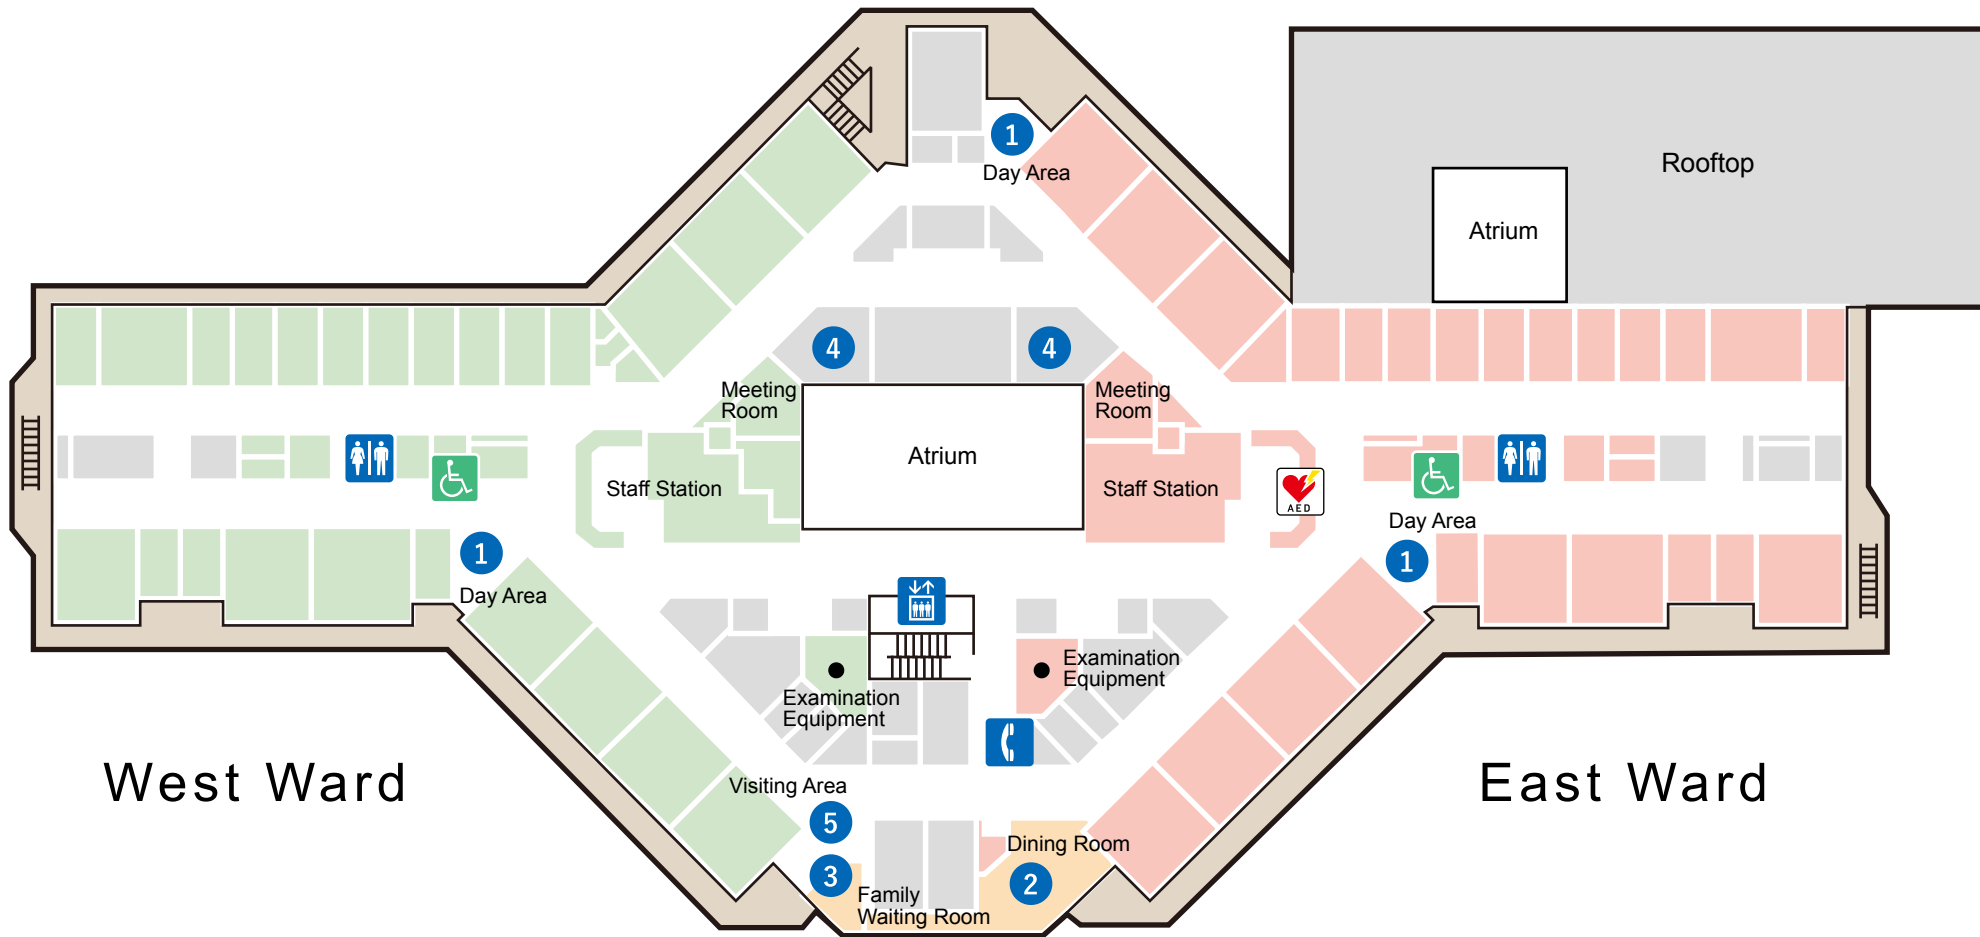 1
Day Area
Rooftop
Atrium
4
4
Meeting
Room
Meeting
Room
Atrium
Staff Station
Staff Station
AED
Day Area
1
1
Day Area
Examination
Equipment
Examination
Equipment
West Ward
East Ward
Visiting Area
5
Dining Room
3
2
Family
Waiting Room